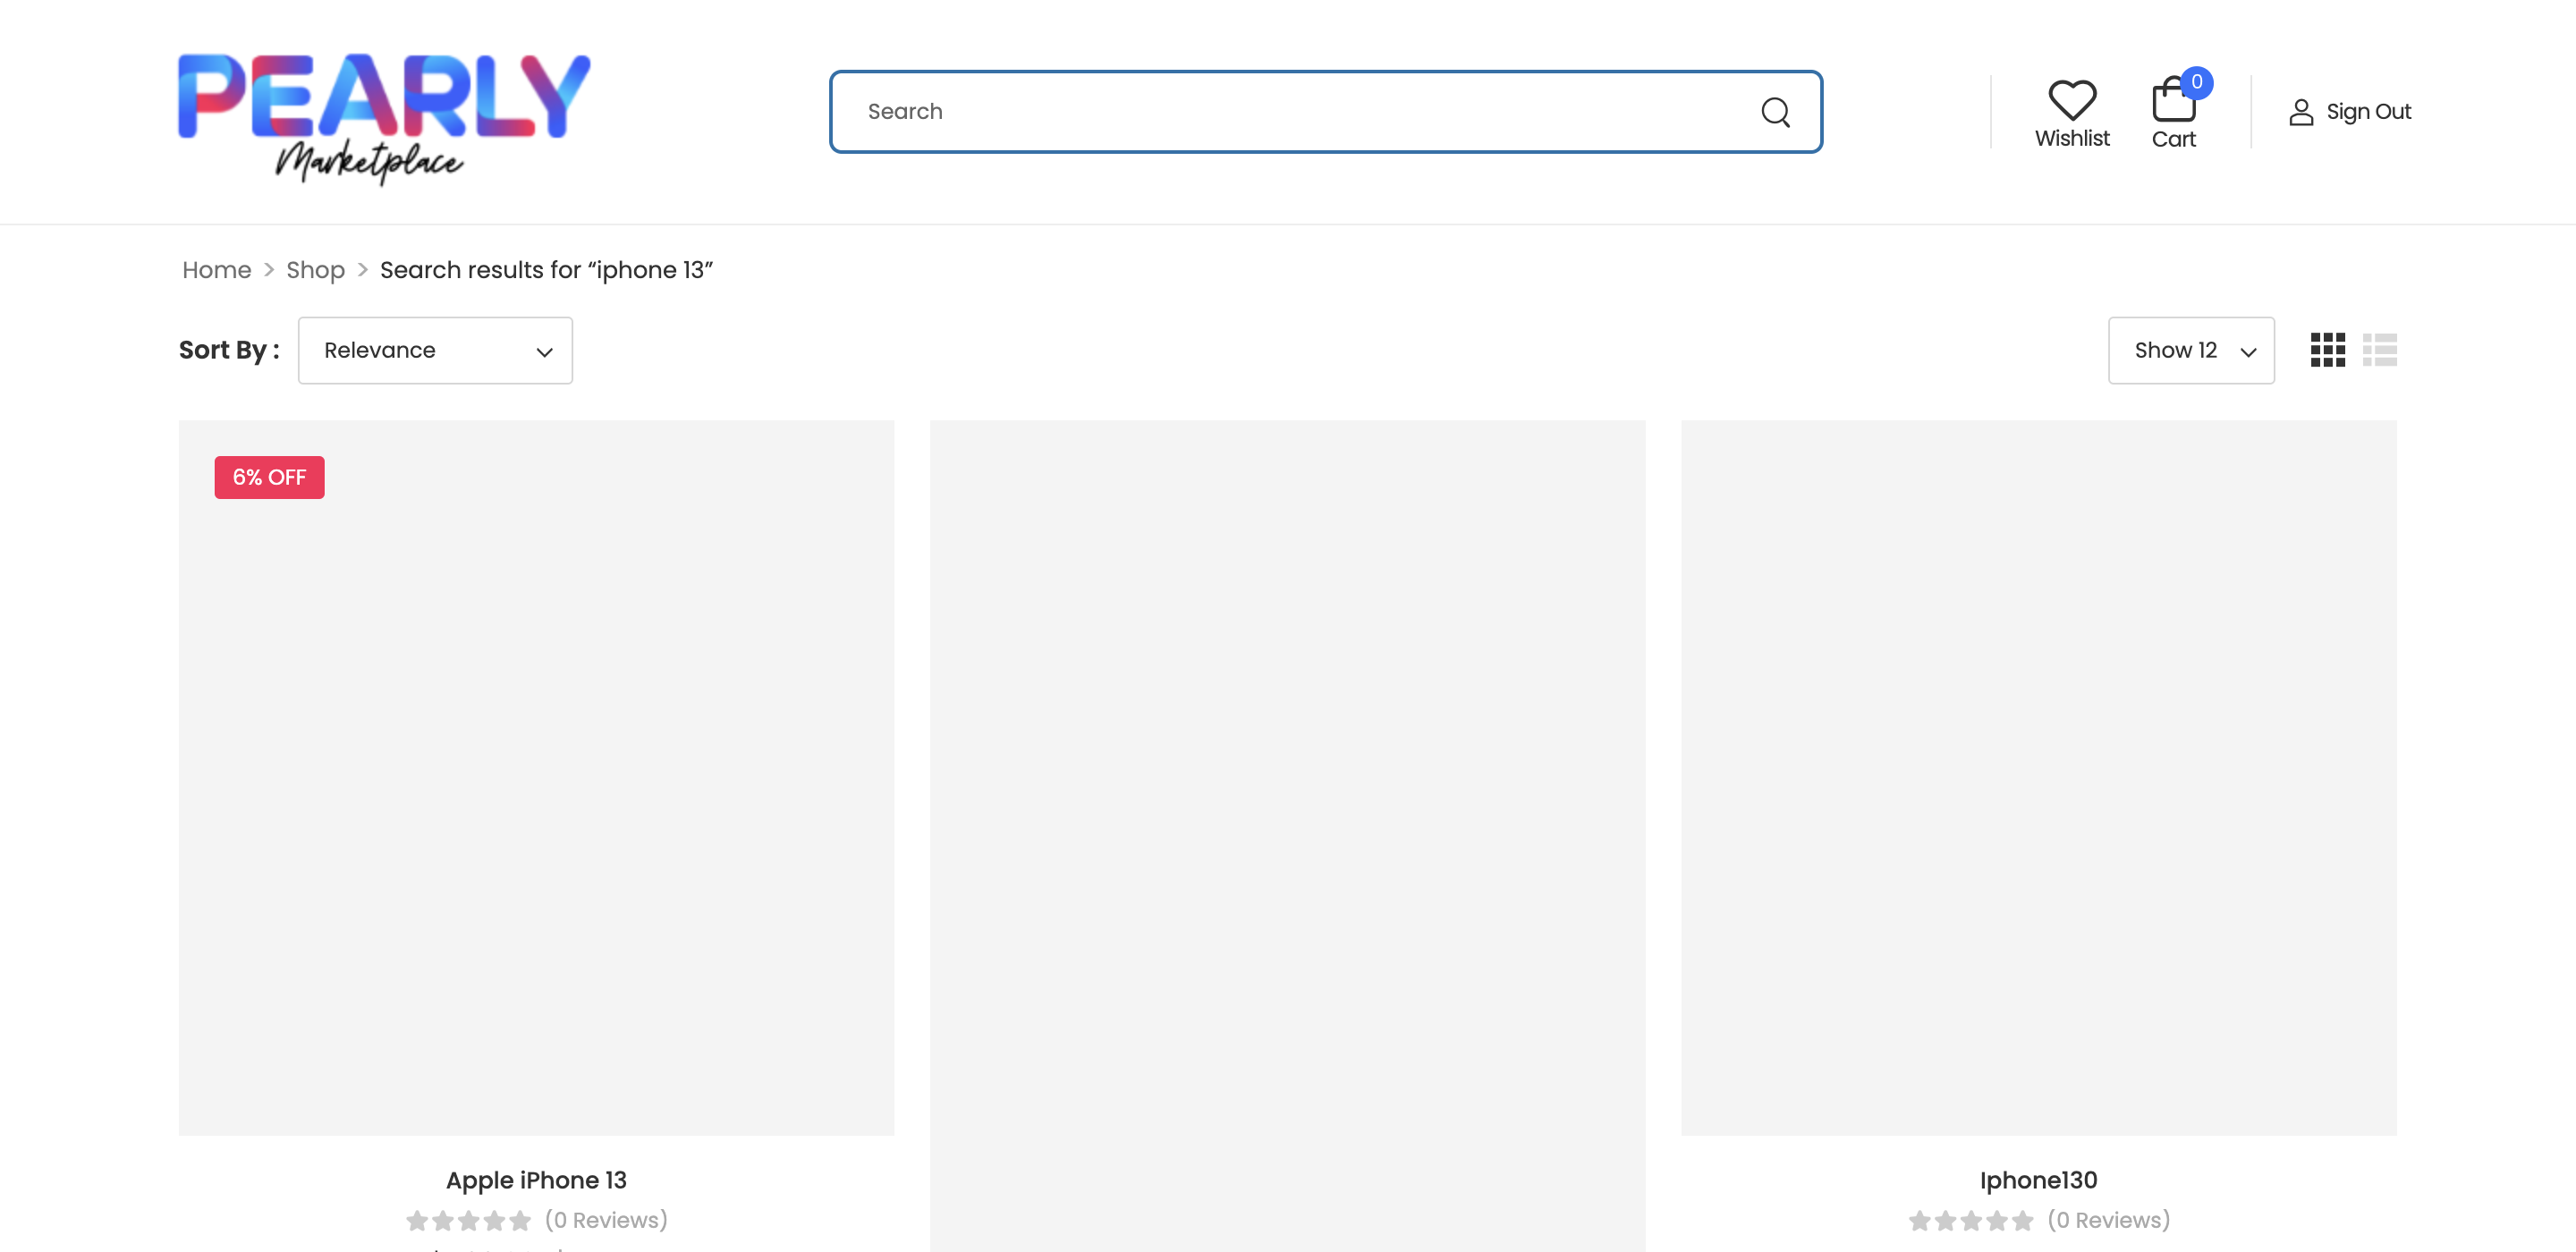 PEARLY
Marketplace
Search
Wishlist
0
Cart
Sign Out
Home > Shop > Search results for “iphone 13”
Sort By :
Relevance
Show 12
6% OFF
Apple iPhone 13
(0 Reviews)
Iphone130
(0 Reviews)